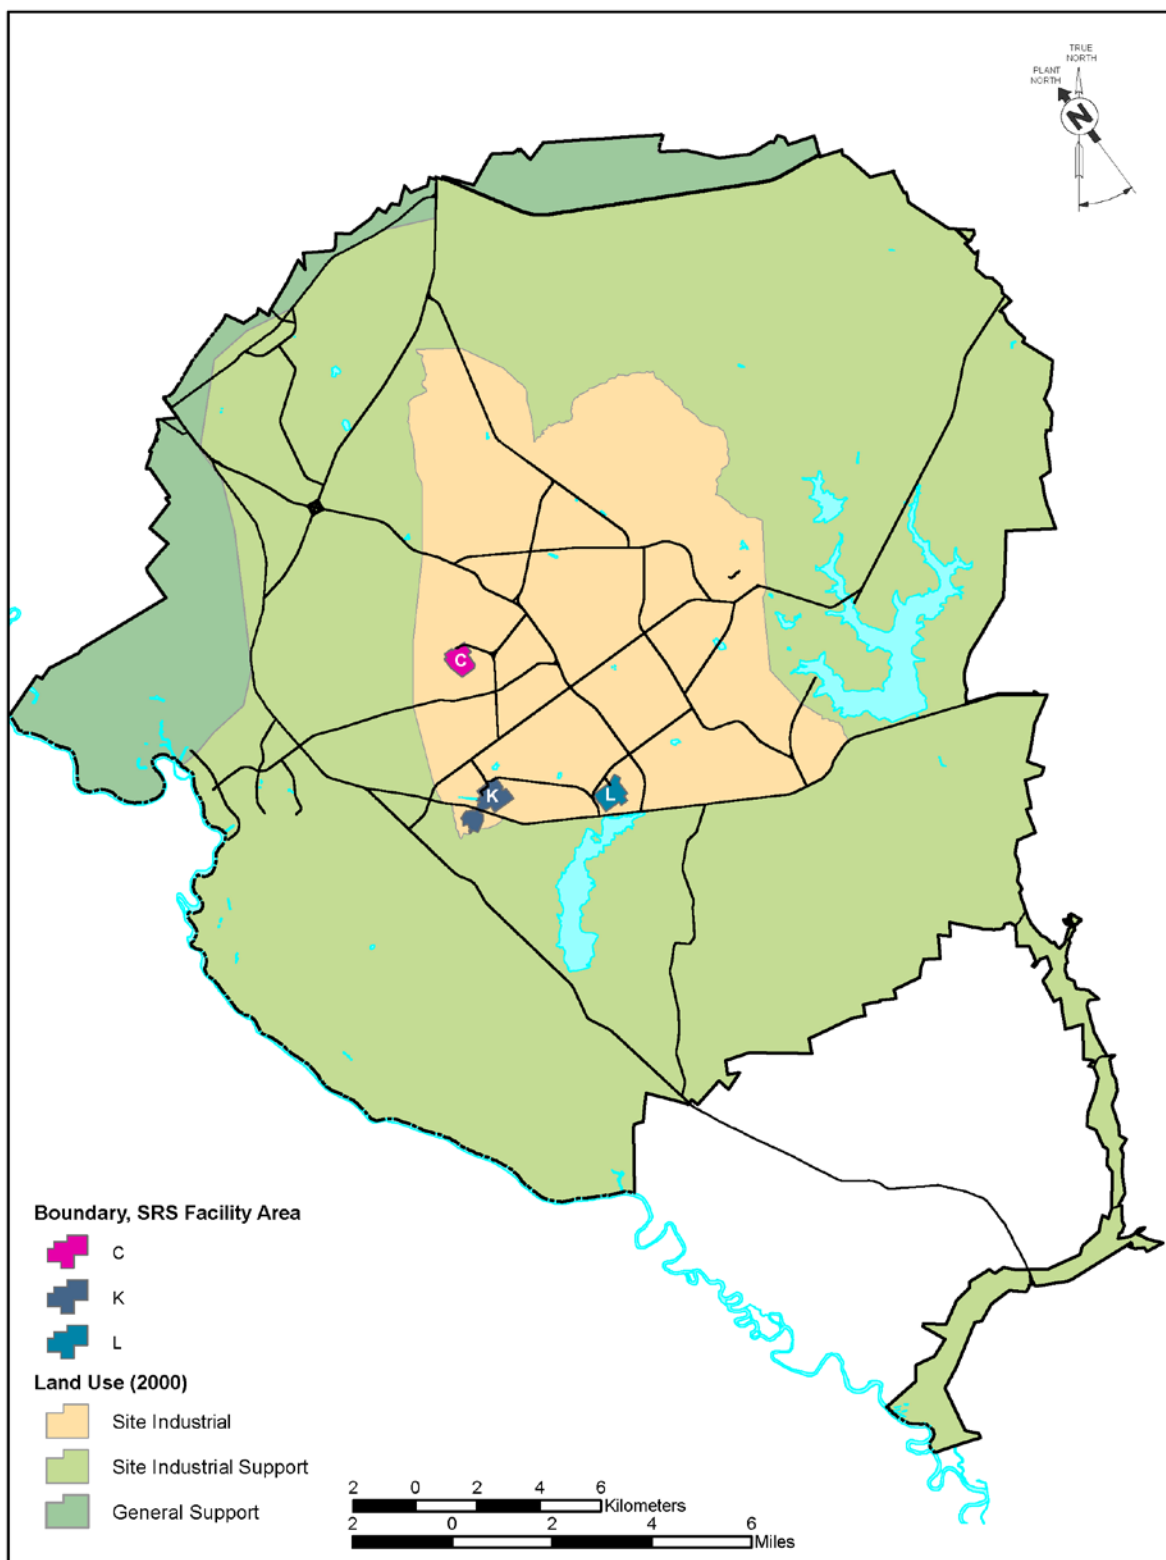 TRUE
NORTH
PLANT
NORTH
N
C
K
L
Boundary, SRS Facility Area
C
K
L
Land Use (2000)
Site Industrial
Site Industrial Support
General Support
2 0 2 4 6
Kilometers
2 0 2 4 6
Miles